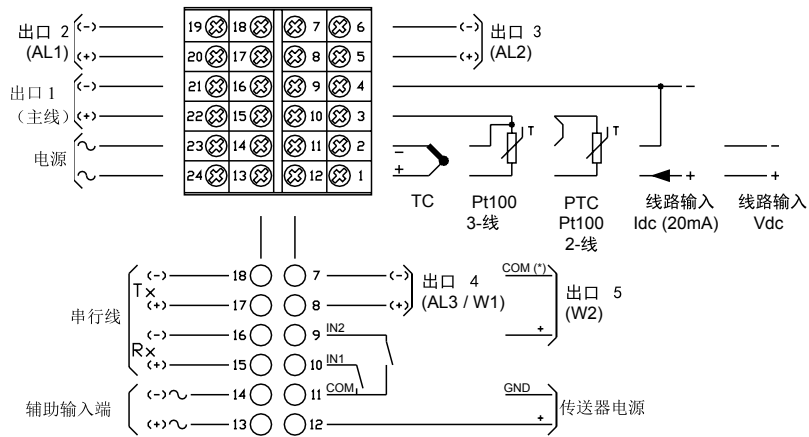 出口 2
(AL1)
(-)
(+)
出口 1
(主线)
(-)
(+)
电源
19 18 7 6
20 17 8 5
21 16 9 4
22 15 10 3
23 14 11 2
24 13 12 1
(-)
(+)
出口 3
(AL2)
−
+
TC
T
Pt100
3-线
T
PTC
Pt100
2-线
−
+
线路输入
Idc (20mA)
−
+
线路输入
Vdc
串行线
Tx
(-)
(+)
Rx
(-)
(+)
辅助输入端
(-)
(+)
18 7
17 8
16 9 IN2
15 10 IN1
14 11 COM
13 12
(-)
(+)
出口 4
(AL3 / W1)
COM (*)
+
出口 5
(W2)
GND
+
传送器电源